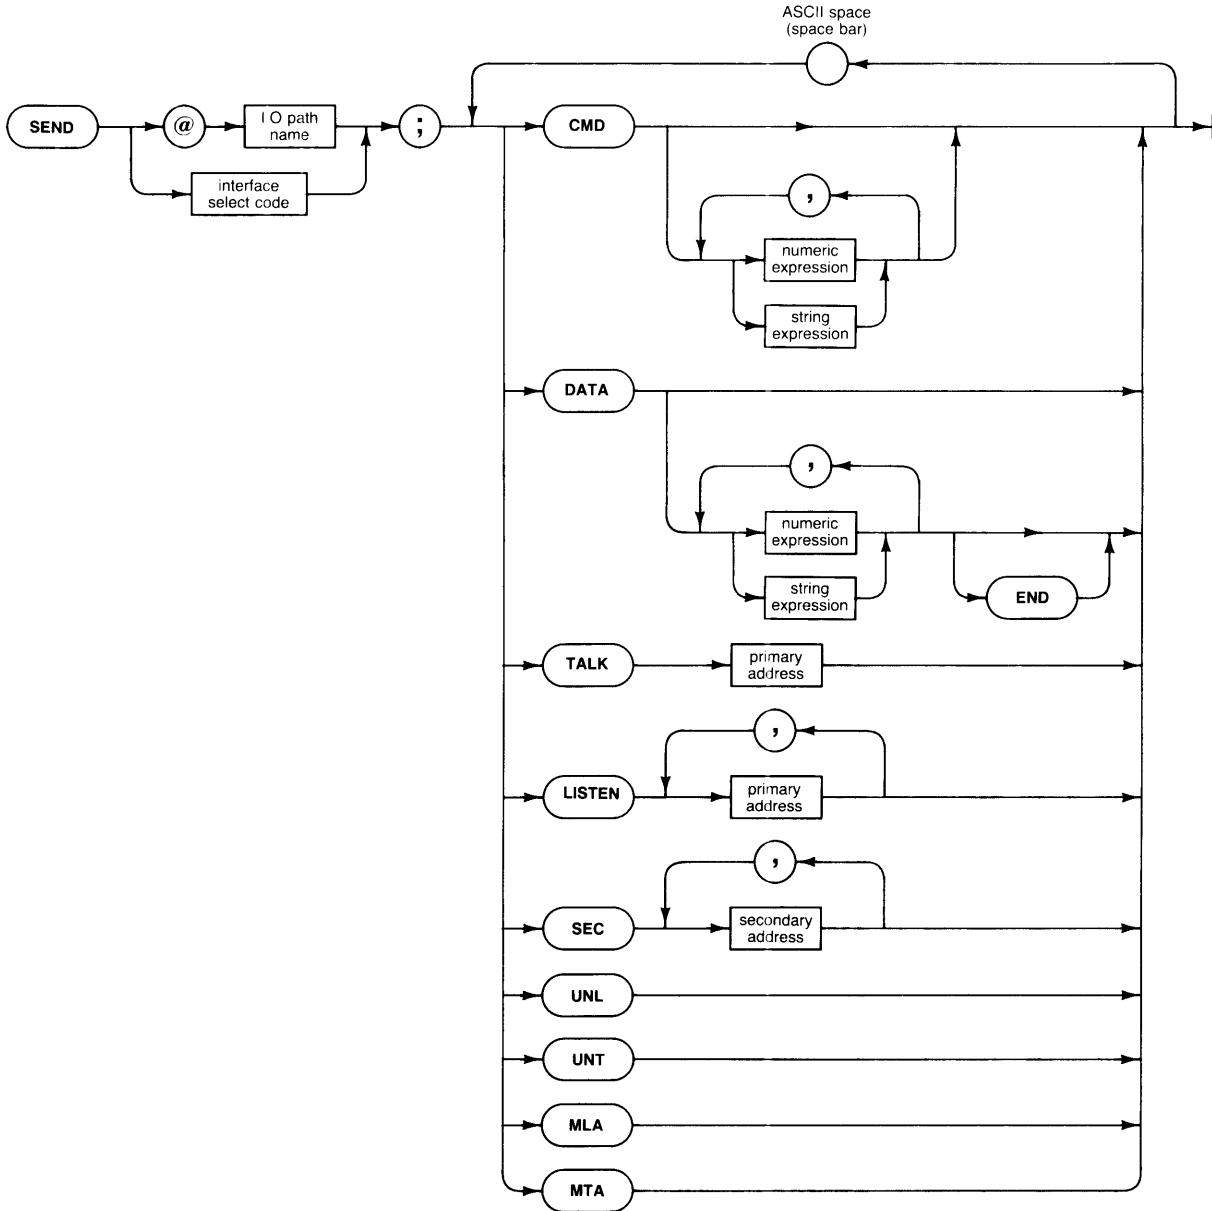 ASCII space
(space bar)
SEND
@
I O path
name
;
CMD
interface
select code
,
numeric
expression
string
expression
DATA
,
numeric
expression
string
expression
END
TALK
primary
address
,
LISTEN
primary
address
,
SEC
secondary
address
UNL
UNT
MLA
MTA